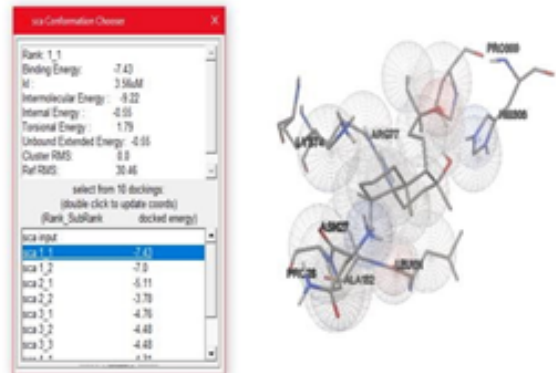 sca Conformation Chooser X
Rank: 1_1
Binding Energy: -7.43
kI : 3.56uM
Intermolecular Energy : -9.22
Internal Energy : -0.55
Torsional Energy : 1.79
Unbound Extended Energy: -0.55
Cluster RMS: 0.0
Ref RMS: 30.46
select from 10 dockings:
(double click to update coords)
(Rank_SubRank docked energy)
sca input
sca 1_1 -7.43
sca 1_2 -7.0
sca 2_1 -5.11
sca 2_2 -3.78
sca 3_1 -4.76
sca 3_2 -4.48
sca 3_3 -4.48
ARG77
ASN27
ALA102